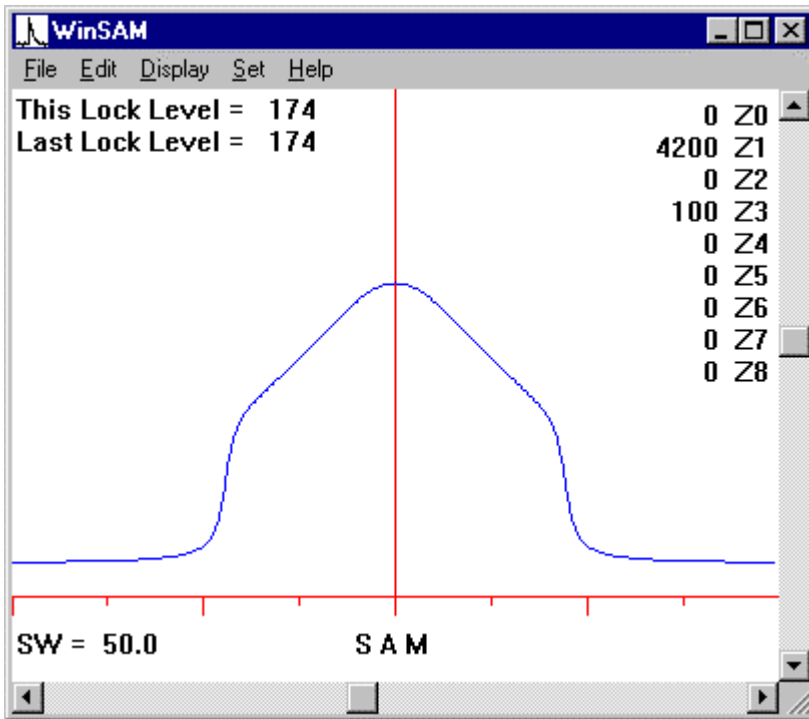 WinSAM
File Edit Display Set Help
This Lock Level = 174
Last Lock Level = 174
0 Z0
4200 Z1
0 Z2
100 Z3
0 Z4
0 Z5
0 Z6
0 Z7
0 Z8
SW = 50.0
S A M